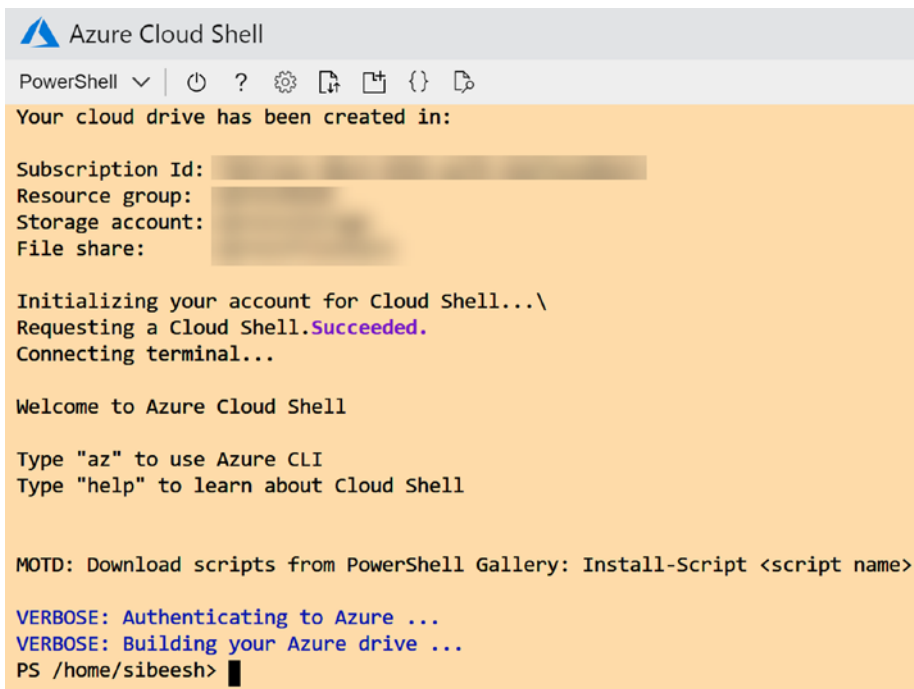 Azure Cloud Shell
PowerShell
Your cloud drive has been created in:
Subscription Id:
Resource group:
Storage account:
File share:
Initializing your account for Cloud Shell...\
Requesting a Cloud Shell.Succeeded.
Connecting terminal...
Welcome to Azure Cloud Shell
Type "az" to use Azure CLI
Type "help" to learn about Cloud Shell
MOTD: Download scripts from PowerShell Gallery: Install-Script <script name>
VERBOSE: Authenticating to Azure ...
VERBOSE: Building your Azure drive ...
PS /home/sibeesh>